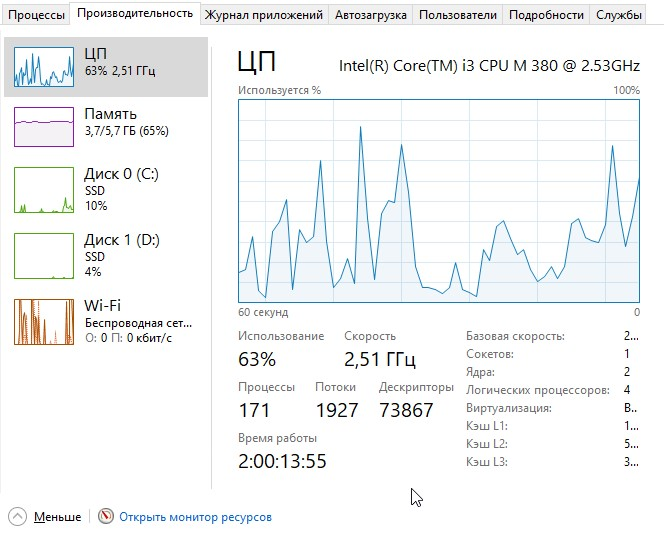 Процессы Производительность Журнал приложений Автозагрузка Пользователи Подробности Службы
ЦП
63% 2,51 ГГц
Память
3,7/5,7 ГБ (65%)
Диск 0 (C:)
SSD
10%
Диск 1 (D:)
SSD
4%
Wi-Fi
Беспроводная сет...
О: 0 П: 0 кбит/с
ЦП Intel(R) Core(TM) i3 CPU M 380 @ 2.53GHz
Используется % 100%
60 секунд 0
Использование Скорость
63% 2,51 ГГц
Процессы Потоки Дескрипторы
171 1927 73867
Время работы
2:00:13:55
Базовая скорость: 2...
Сокетов: 1
Ядра: 2
Логических процессоров: 4
Виртуализация: В...
Кэш L1: 1...
Кэш L2: 5...
Кэш L3: 3...
Меньше Открыть монитор ресурсов